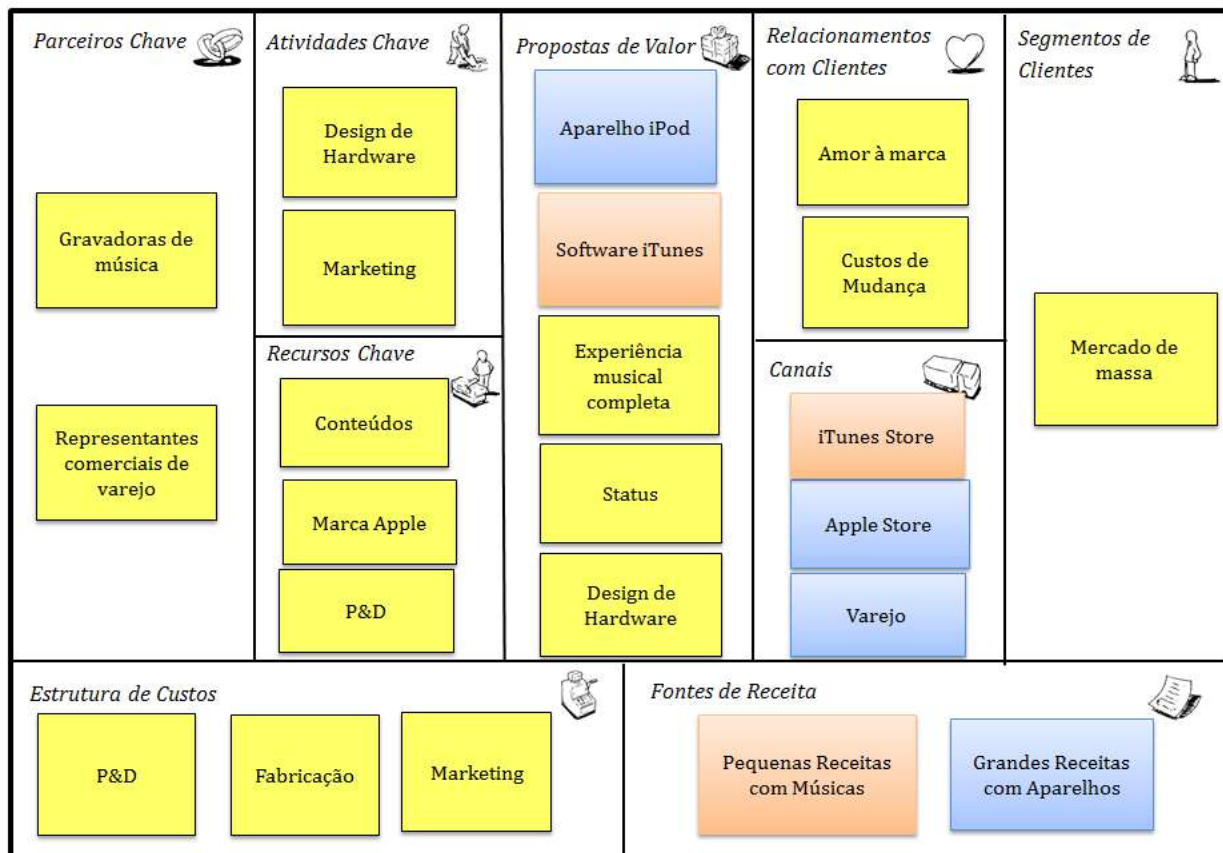 Parceiros Chave
Gravadoras de
música
Representantes
comerciais de
varejo
Atividades Chave
Design de
Hardware
Marketing
Recursos Chave
Conteúdos
Marca Apple
P&D
Propostas de Valor
Aparelho iPod
Software iTunes
Experiência
musical
completa
Status
Design de
Hardware
Relacionamentos
com Clientes
Amor à marca
Custos de
Mudança
Canais
iTunes Store
Apple Store
Varejo
Segmentos de
Clientes
Mercado de
massa
Estrutura de Custos
P&D
Fabricação
Marketing
Fontes de Receita
Pequenas Receitas
com Músicas
Grandes Receitas
com Aparelhos